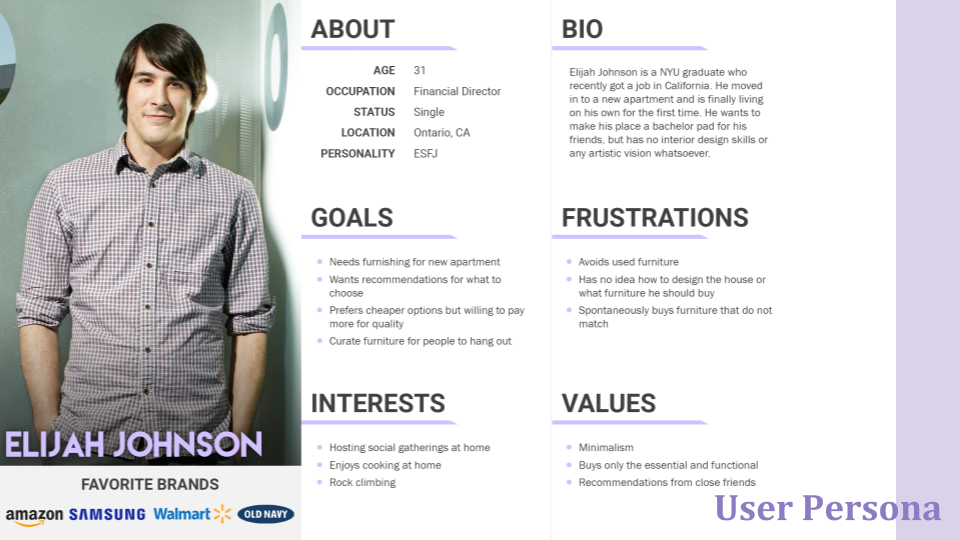 ELIJAH JOHNSON
FAVORITE BRANDS
amazon SAMSUNG Walmart OLD NAVY
ABOUT
AGE 31
OCCUPATION Financial Director
STATUS Single
LOCATION Ontario, CA
PERSONALITY ESFJ
BIO
Elijah Johnson is a NYU graduate who
recently got a job in California. He moved
in to a new apartment and is finally living
on his own for the first time. He wants to
make his place a bachelor pad for his
friends, but has no interior design skills or
any artistic vision whatsoever.
GOALS
Needs furnishing for new apartment
Wants recommendations for what to
choose
Prefers cheaper options but willing to pay
more for quality
Curate furniture for people to hang out
FRUSTRATIONS
Avoids used furniture
Has no idea how to design the house or
what furniture he should buy
Spontaneously buys furniture that do not
match
INTERESTS
Hosting social gatherings at home
Enjoys cooking at home
Rock climbing
VALUES
Minimalism
Buys only the essential and functional
Recommendations from close friends
User Persona